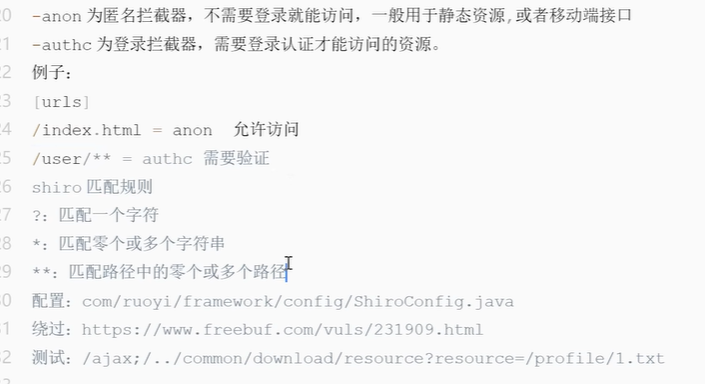 20 -anon 为匿名拦截器，不需要登录就能访问，一般用于静态资源,或者移动端接口
21 -authc 为登录拦截器，需要登录认证才能访问的资源。
22 例子：
23 [urls]
24 /index.html = anon  允许访问
25 /user/** = authc 需要验证
26 shiro 匹配规则
27 ?：匹配一个字符
28 *：匹配零个或多个字符串
29 **：匹配路径中的零个或多个路径
30 配置：com/ruoyi/framework/config/ShiroConfig.java
31 绕过：https://www.freebuf.com/vuls/231909.html
32 测试：/ajax;/../common/download/resource?resource=/profile/1.txt